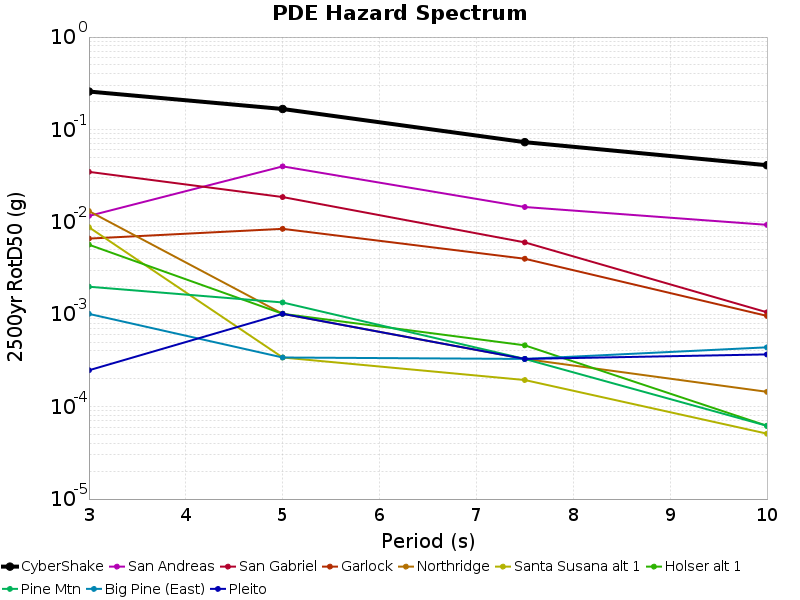 PDE Hazard Spectrum
2500yr RotD50 (g)
10^0
10^-1
10^-2
10^-3
10^-4
10^-5
3 4 5 6 7 8 9 10
Period (s)
CyberShake San Andreas San Gabriel Garlock Northridge Santa Susana alt 1 Holser alt 1
Pine Mtn Big Pine (East) Pleito